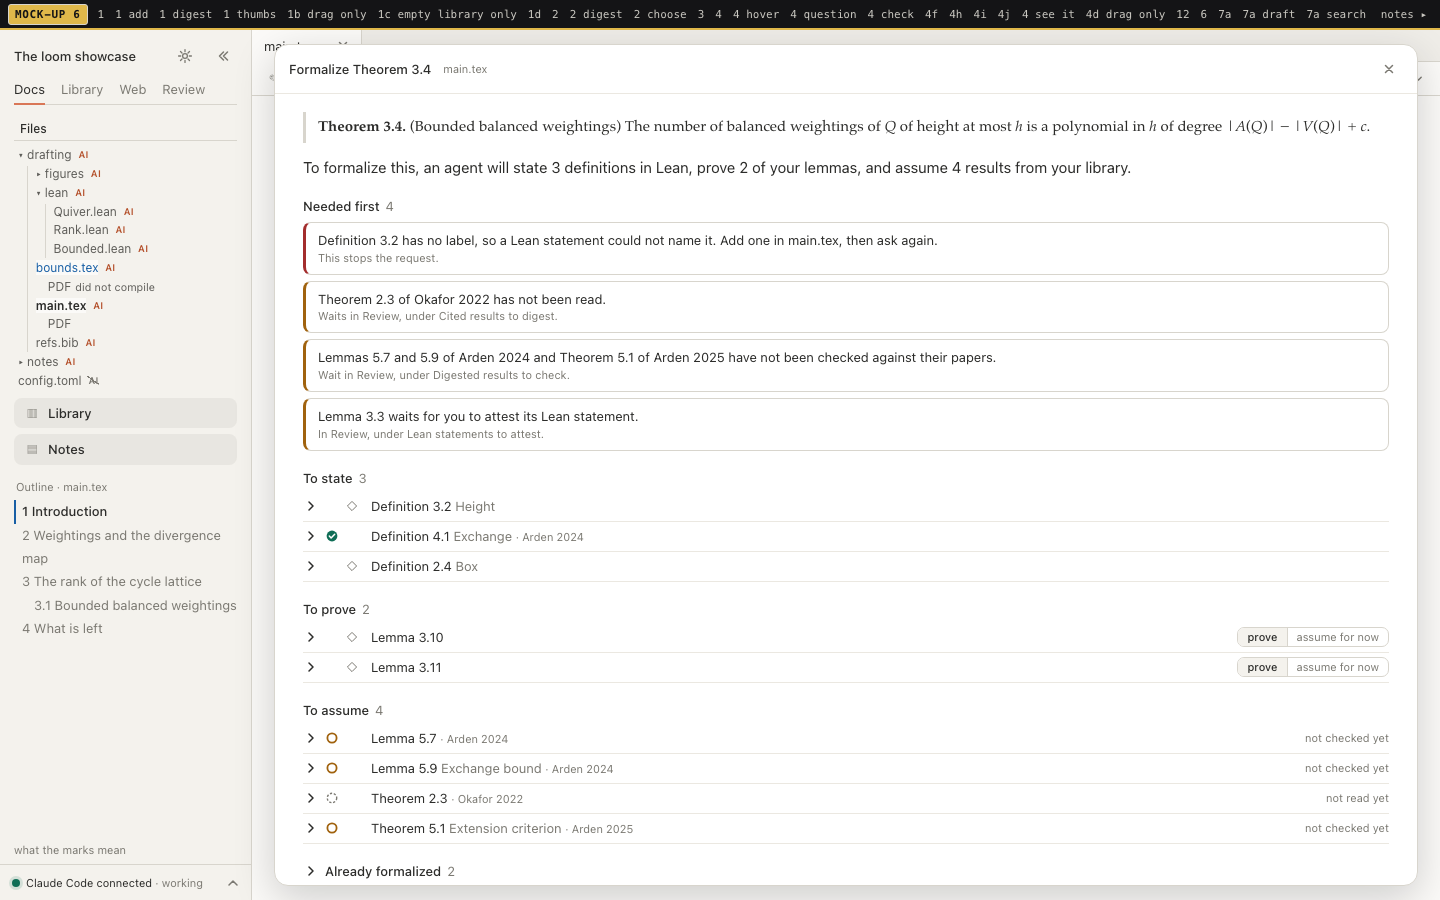 MOCK-UP 6 1 1 add 1 digest 1 thumbs 1b drag only 1c empty library only 1d 2 2 digest 2 choose 3 4 4 hover 4 question 4 check 4f 4h 4i 4j 4 see it 4d drag only 12 6 7a 7a draft 7a search notes ▸
The loom showcase
Docs Library Web Review
Files
drafting AI
figures AI
lean AI
Quiver.lean AI
Rank.lean AI
Bounded.lean AI
bounds.tex AI
PDF did not compile
main.tex AI
PDF
refs.bib AI
notes AI
config.toml AI
Library
Notes
Outline · main.tex
1 Introduction
2 Weightings and the divergence
map
3 The rank of the cycle lattice
3.1 Bounded balanced weightings
4 What is left
what the marks mean
Claude Code connected · working
Formalize Theorem 3.4 main.tex
Theorem 3.4. (Bounded balanced weightings) The number of balanced weightings of Q of height at most h is a polynomial in h of degree |A(Q)| − |V(Q)| + c.
To formalize this, an agent will state 3 definitions in Lean, prove 2 of your lemmas, and assume 4 results from your library.
Needed first 4
Definition 3.2 has no label, so a Lean statement could not name it. Add one in main.tex, then ask again.
This stops the request.
Theorem 2.3 of Okafor 2022 has not been read.
Waits in Review, under Cited results to digest.
Lemmas 5.7 and 5.9 of Arden 2024 and Theorem 5.1 of Arden 2025 have not been checked against their papers.
Wait in Review, under Digested results to check.
Lemma 3.3 waits for you to attest its Lean statement.
In Review, under Lean statements to attest.
To state 3
Definition 3.2 Height
Definition 4.1 Exchange · Arden 2024
Definition 2.4 Box
To prove 2
Lemma 3.10 prove assume for now
Lemma 3.11 prove assume for now
To assume 4
Lemma 5.7 · Arden 2024 not checked yet
Lemma 5.9 Exchange bound · Arden 2024 not checked yet
Theorem 2.3 · Okafor 2022 not read yet
Theorem 5.1 Extension criterion · Arden 2025 not checked yet
Already formalized 2